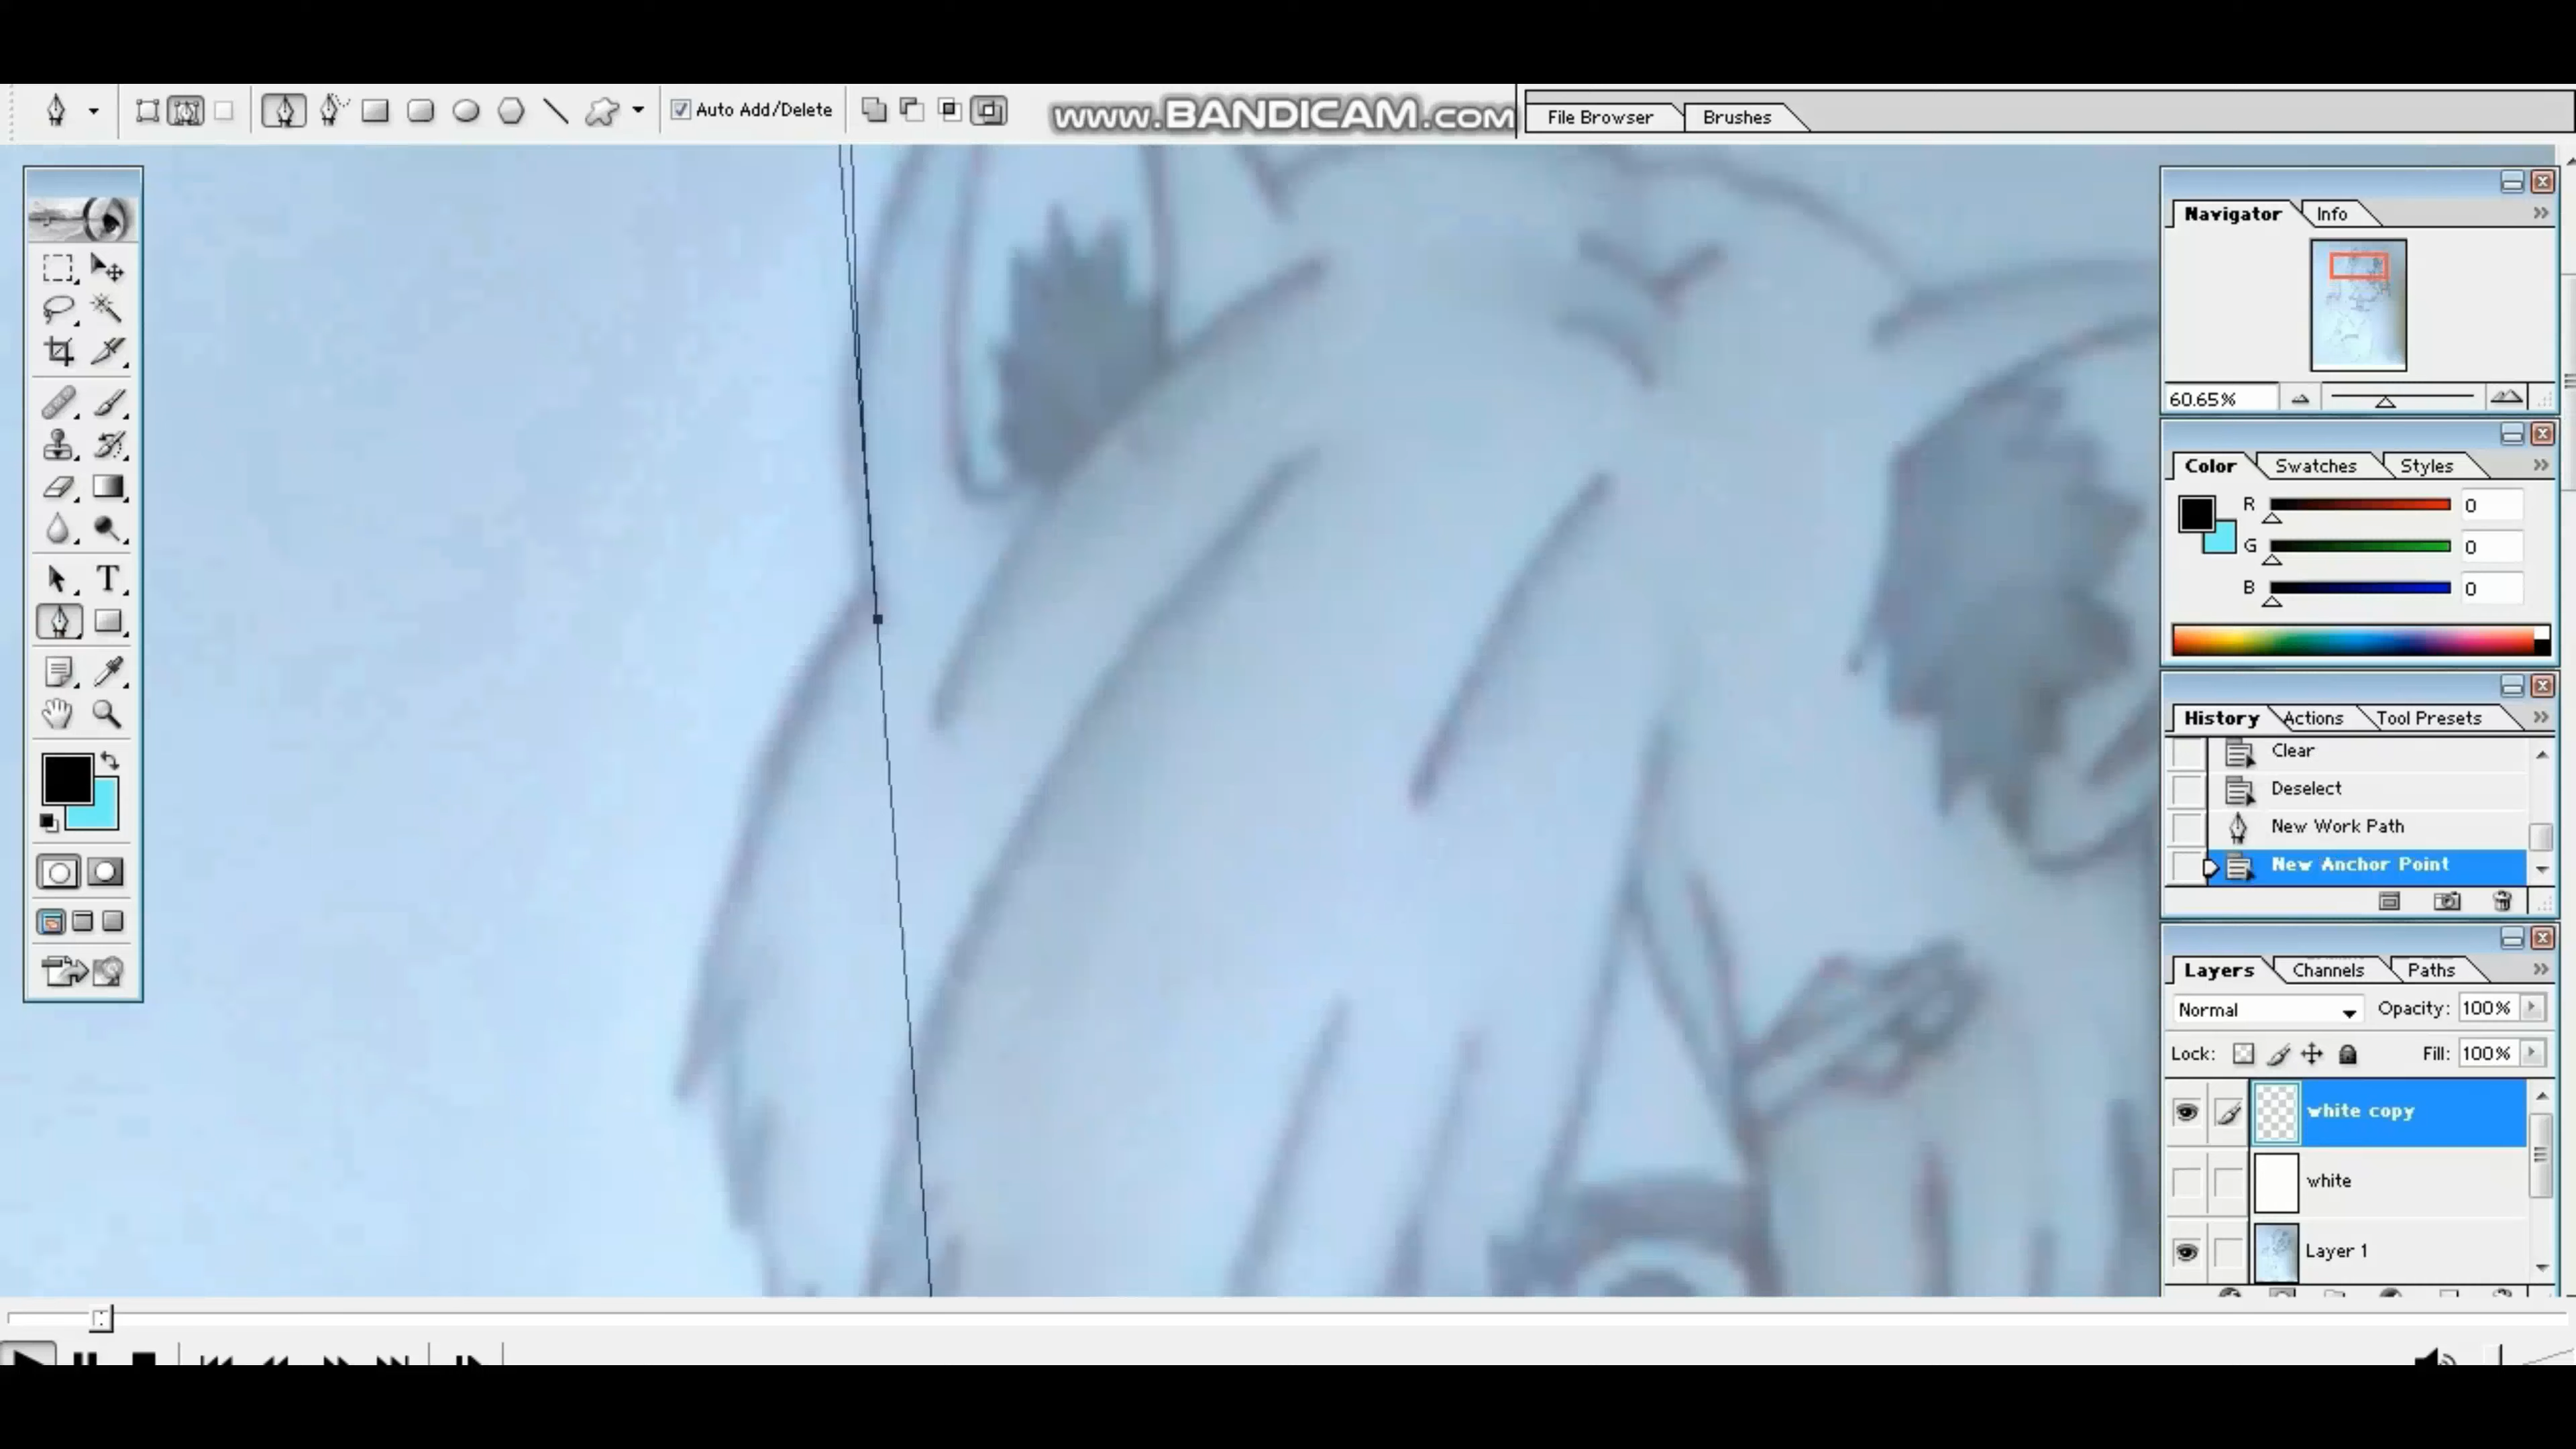 Auto Add/Delete
www.BANDICAM.com
File Browser
Brushes
Navigator
Info
60.65%
Color
Swatches
Styles
R
0
G
0
B
0
History
Actions
Tool Presets
Clear
Deselect
New Work Path
New Anchor Point
Layers
Channels
Paths
Normal
Opacity: 100%
Lock:
Fill: 100%
white copy
white
Layer 1
T